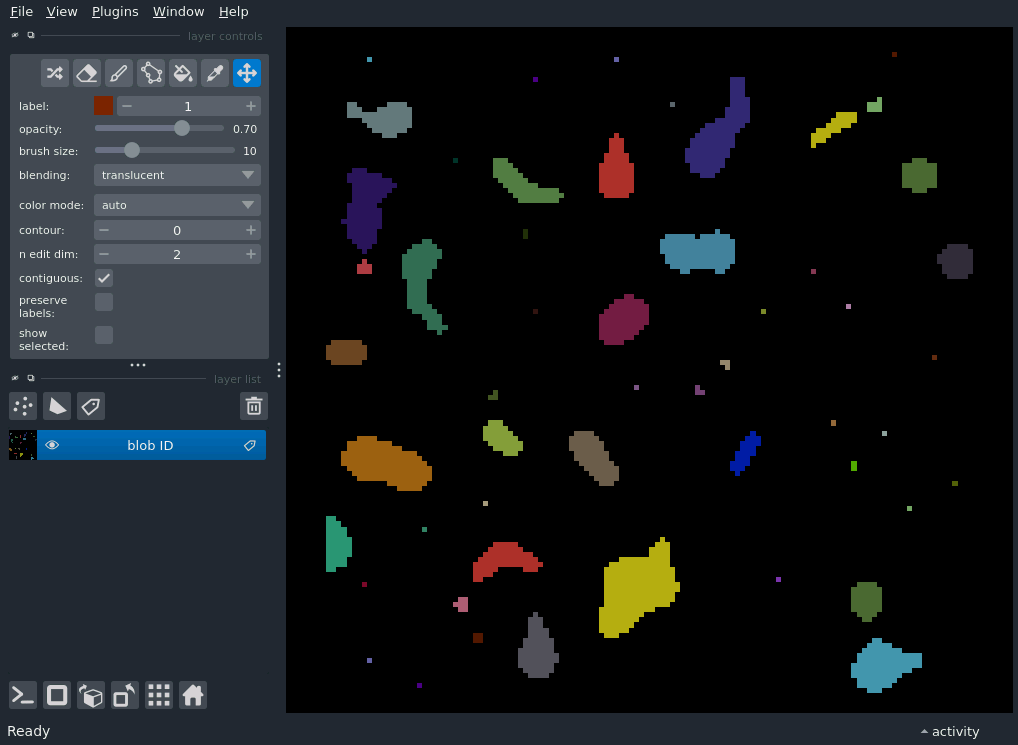 File View Plugins Window Help
layer controls
label: 1
opacity: 0.70
brush size: 10
blending: translucent
color mode: auto
contour: 0
n edit dim: 2
contiguous:
preserve
labels:
show
selected:
layer list
blob ID
Ready
activity